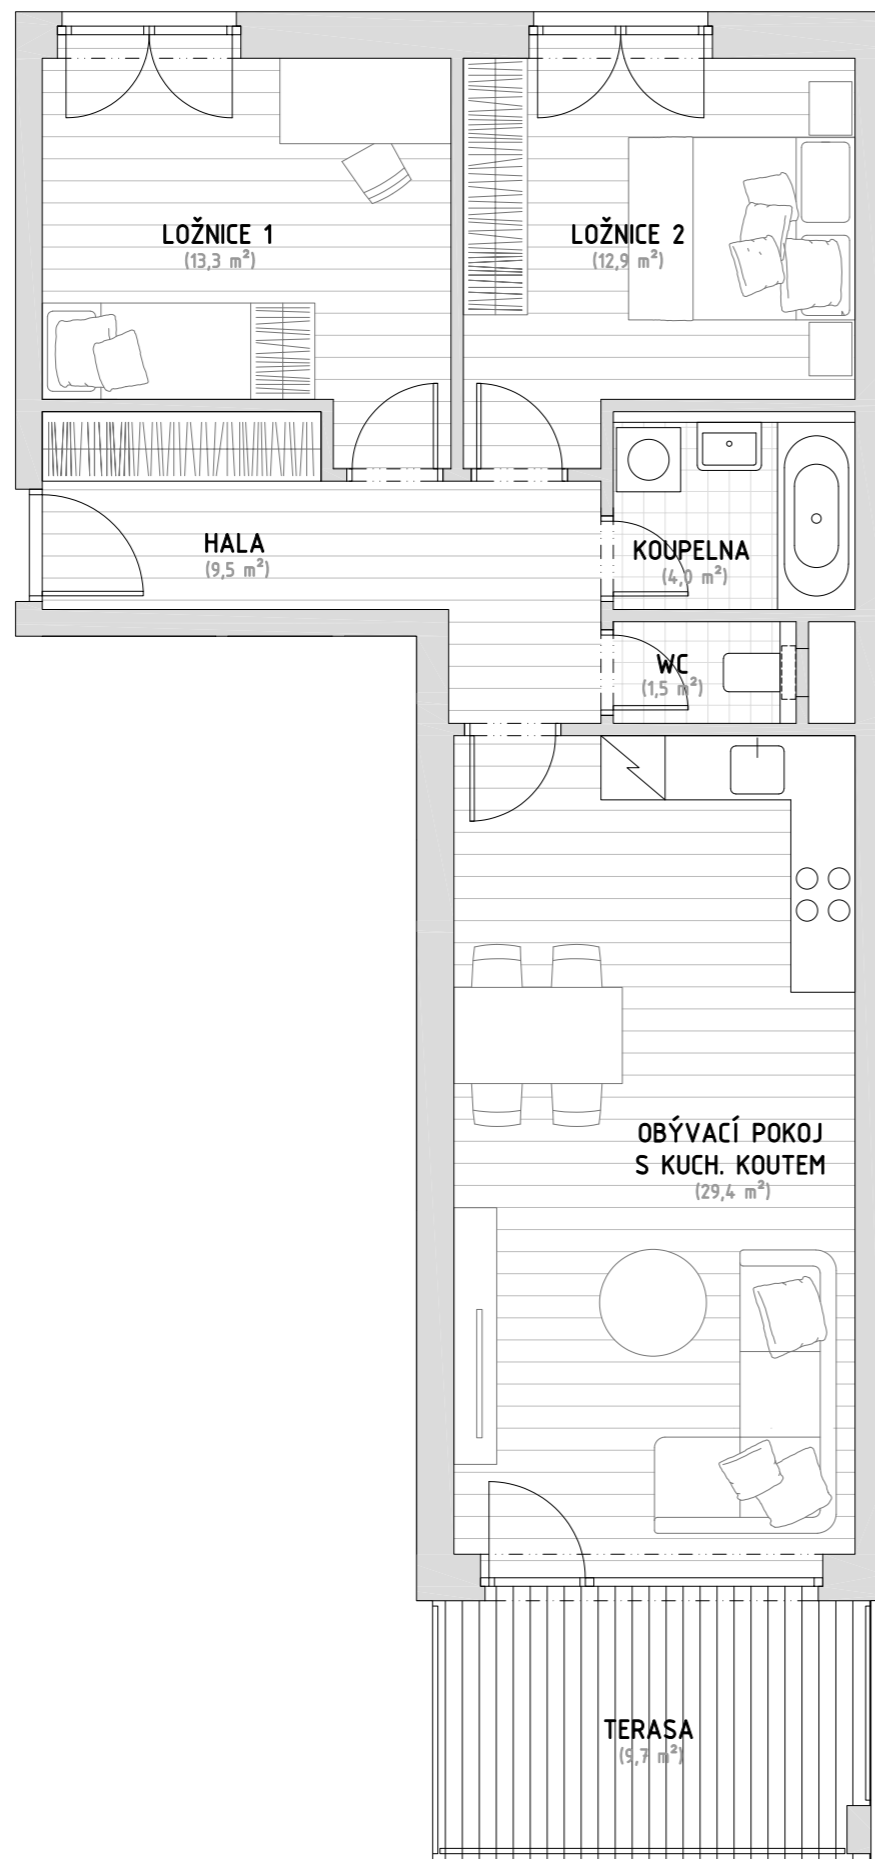 LOŽNICE 1
(13,3 m²)
LOŽNICE 2
(12,9 m²)
HALA
(9,5 m²)
KOUPELNA
(4,0 m²)
WC
(1,5 m²)
OBÝVACÍ POKOJ
S KUCH. KOUTEM
(29,4 m²)
TERASA
(9,7 m²)